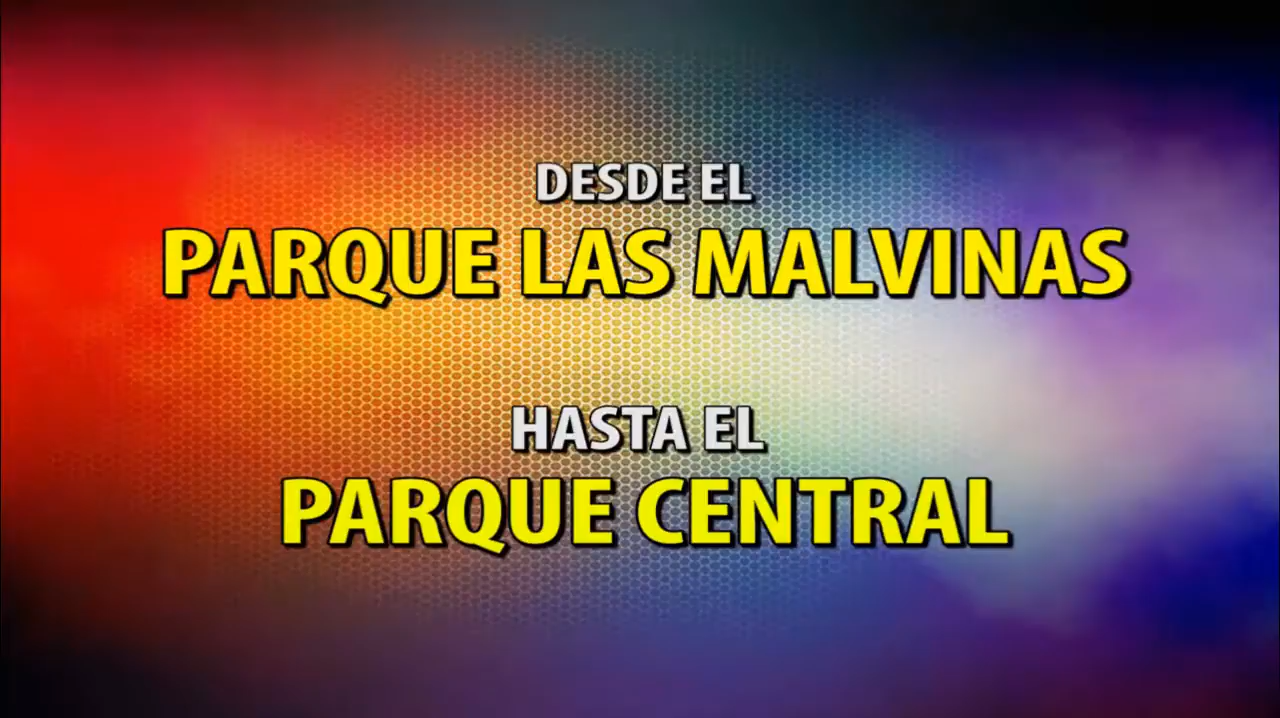 DESDE EL
PARQUE LAS MALVINAS
HASTA EL
PARQUE CENTRAL